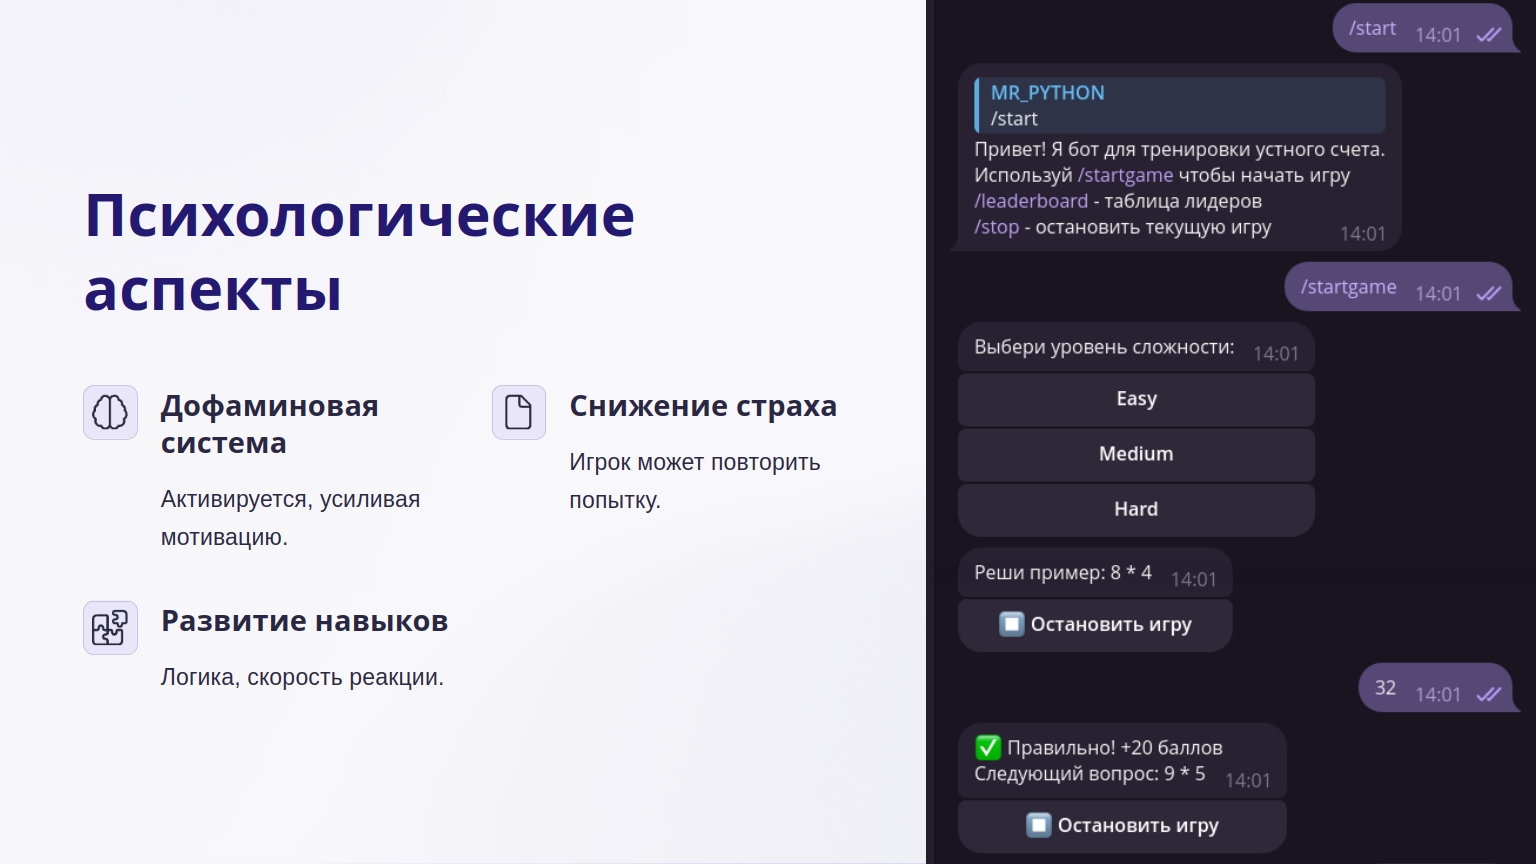 Психологические
аспекты
Дофаминовая
система
Активируется, усиливая
мотивацию.
Снижение страха
Игрок может повторить
попытку.
Развитие навыков
Логика, скорость реакции.
/start 14:01
MR_PYTHON
/start
Привет! Я бот для тренировки устного счета.
Используй /startgame чтобы начать игру
/leaderboard - таблица лидеров
/stop - остановить текущую игру 14:01
/startgame 14:01
Выбери уровень сложности: 14:01
Easy
Medium
Hard
Реши пример: 8 * 4 14:01
Остановить игру
32 14:01
Правильно! +20 баллов
Следующий вопрос: 9 * 5 14:01
Остановить игру